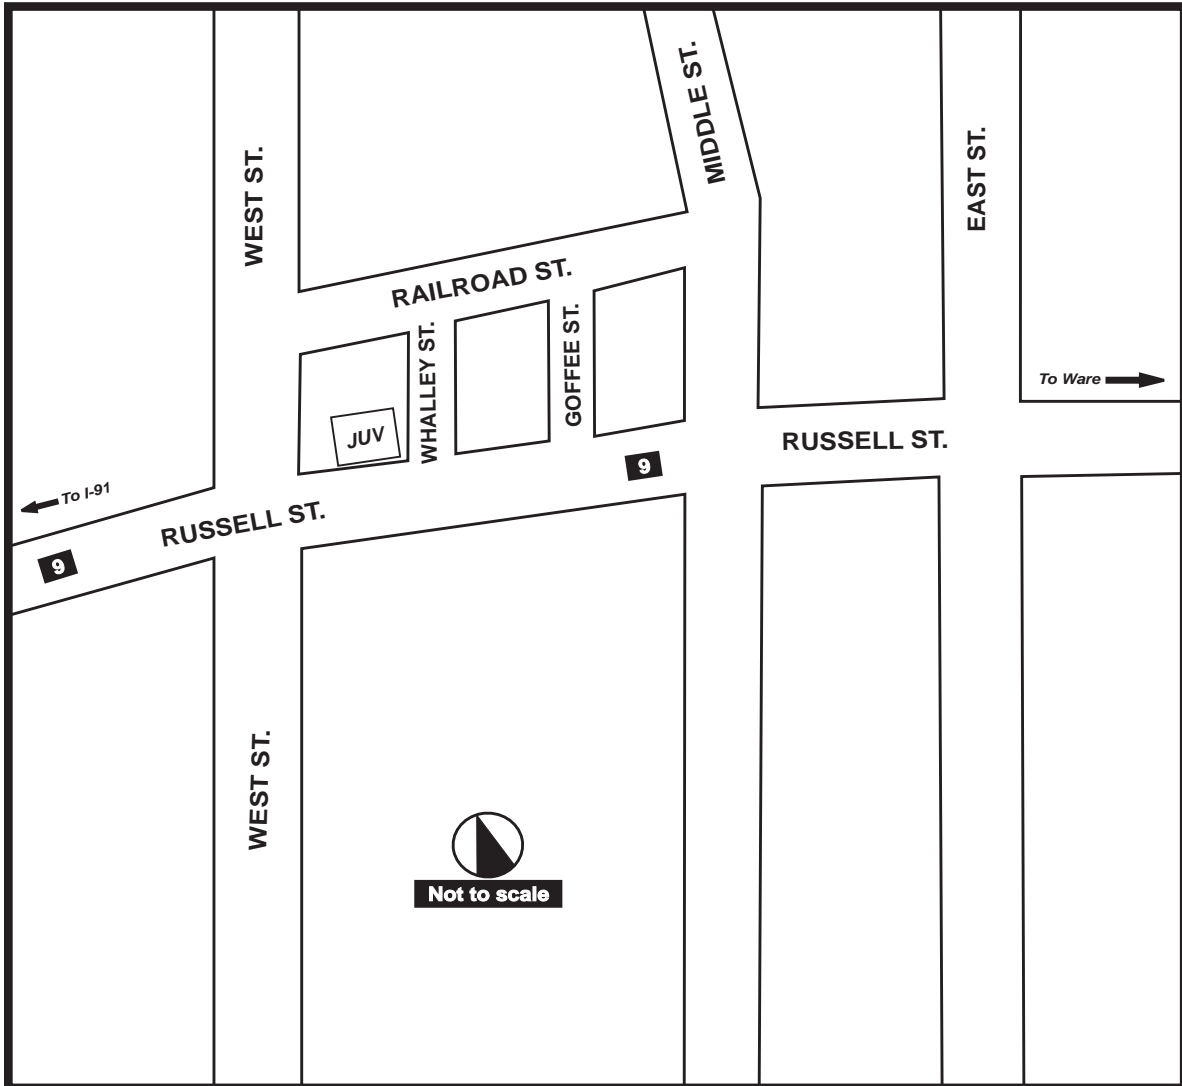 MIDDLE ST.
WEST ST.
EAST ST.
RAILROAD ST.
WHALLEY ST.
GOFFEE ST.
To Ware
JUV
RUSSELL ST.
9
To I-91
RUSSELL ST.
9
WEST ST.
Not to scale